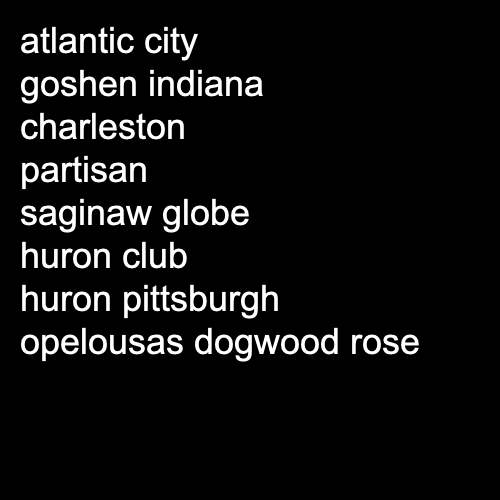 atlantic city
goshen indiana
charleston
partisan
saginaw globe
huron club
huron pittsburgh
opelousas dogwood rose